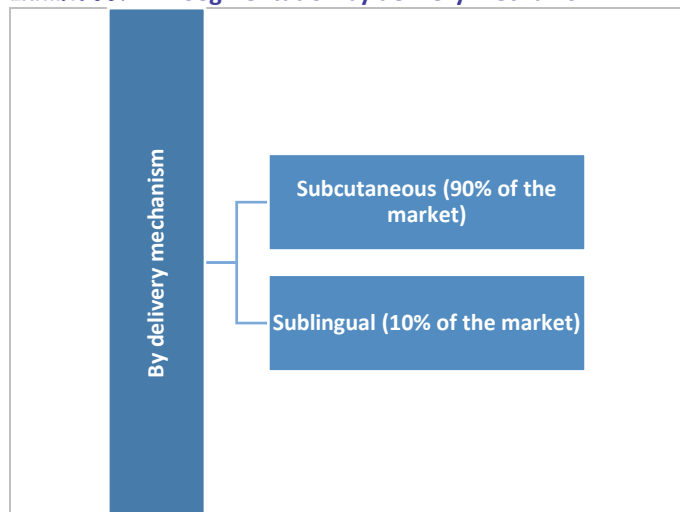 By delivery mechanism
Subcutaneous (90% of the
market)
Sublingual (10% of the market)